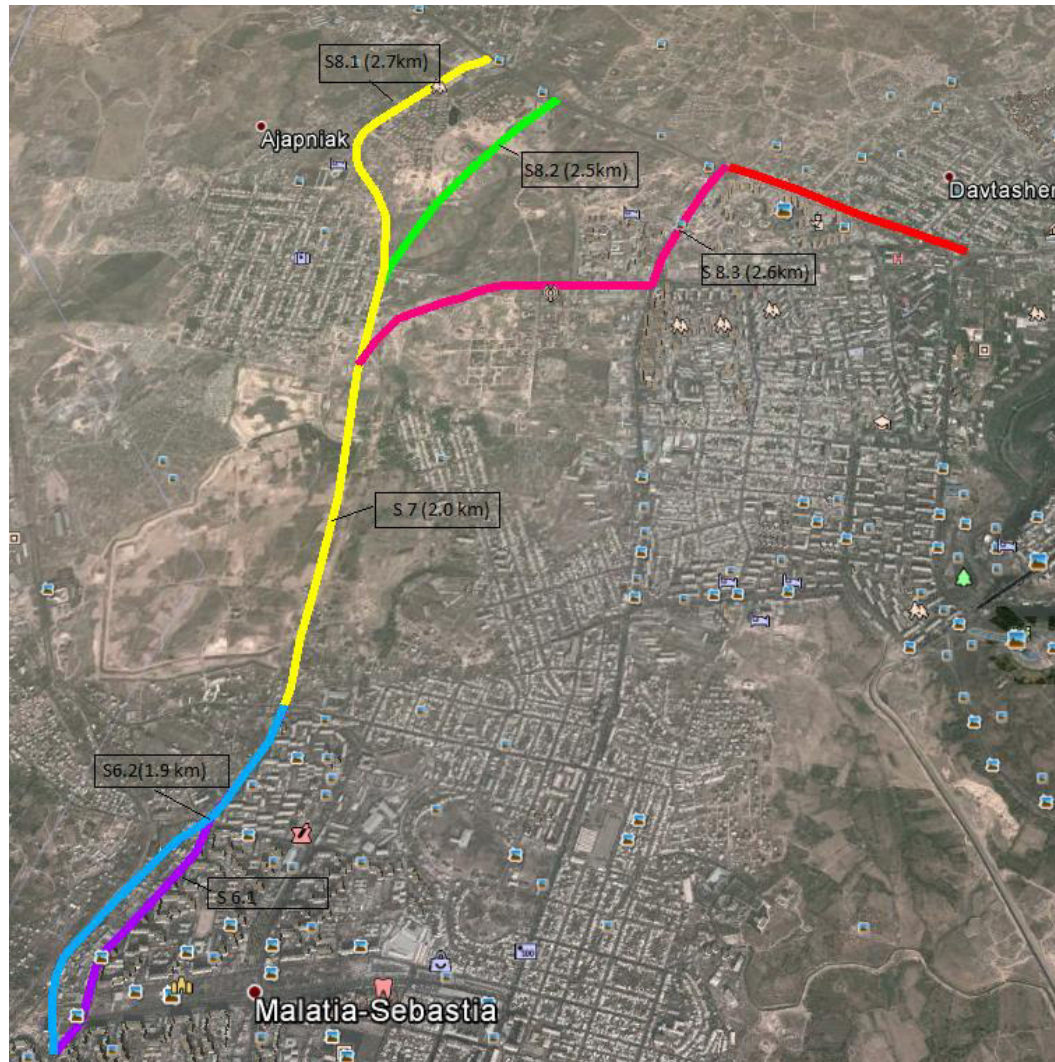 S8.1 (2.7km)
Ajapniak
S8.2 (2.5km)
Davtasher
S 8.3 (2.6km)
S 7 (2.0 km)
S6.2(1.9 km)
S 6.1
100
Malatia-Sebastia